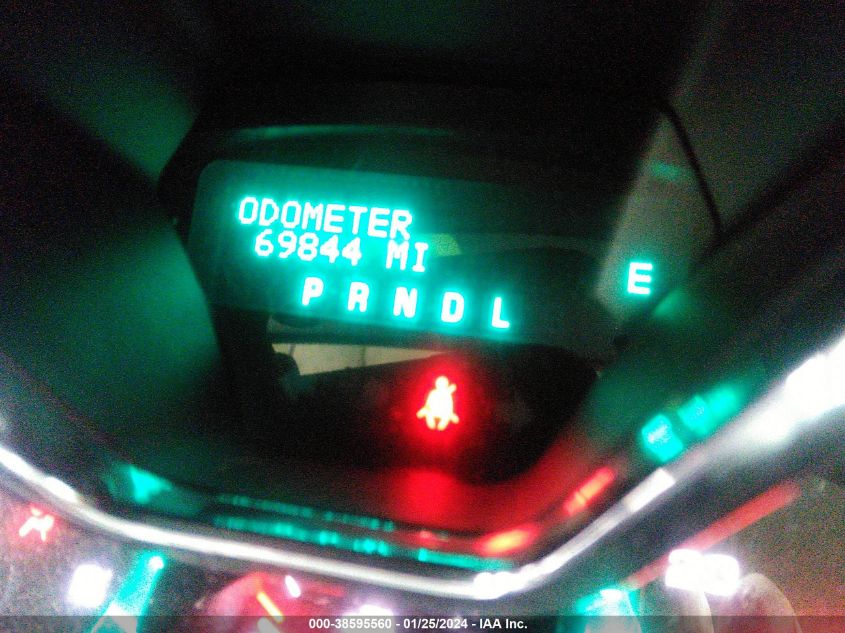 ODOMETER
69844 MI
P R N D L
E
000-38595560 - 01/25/2024 - IAA Inc.